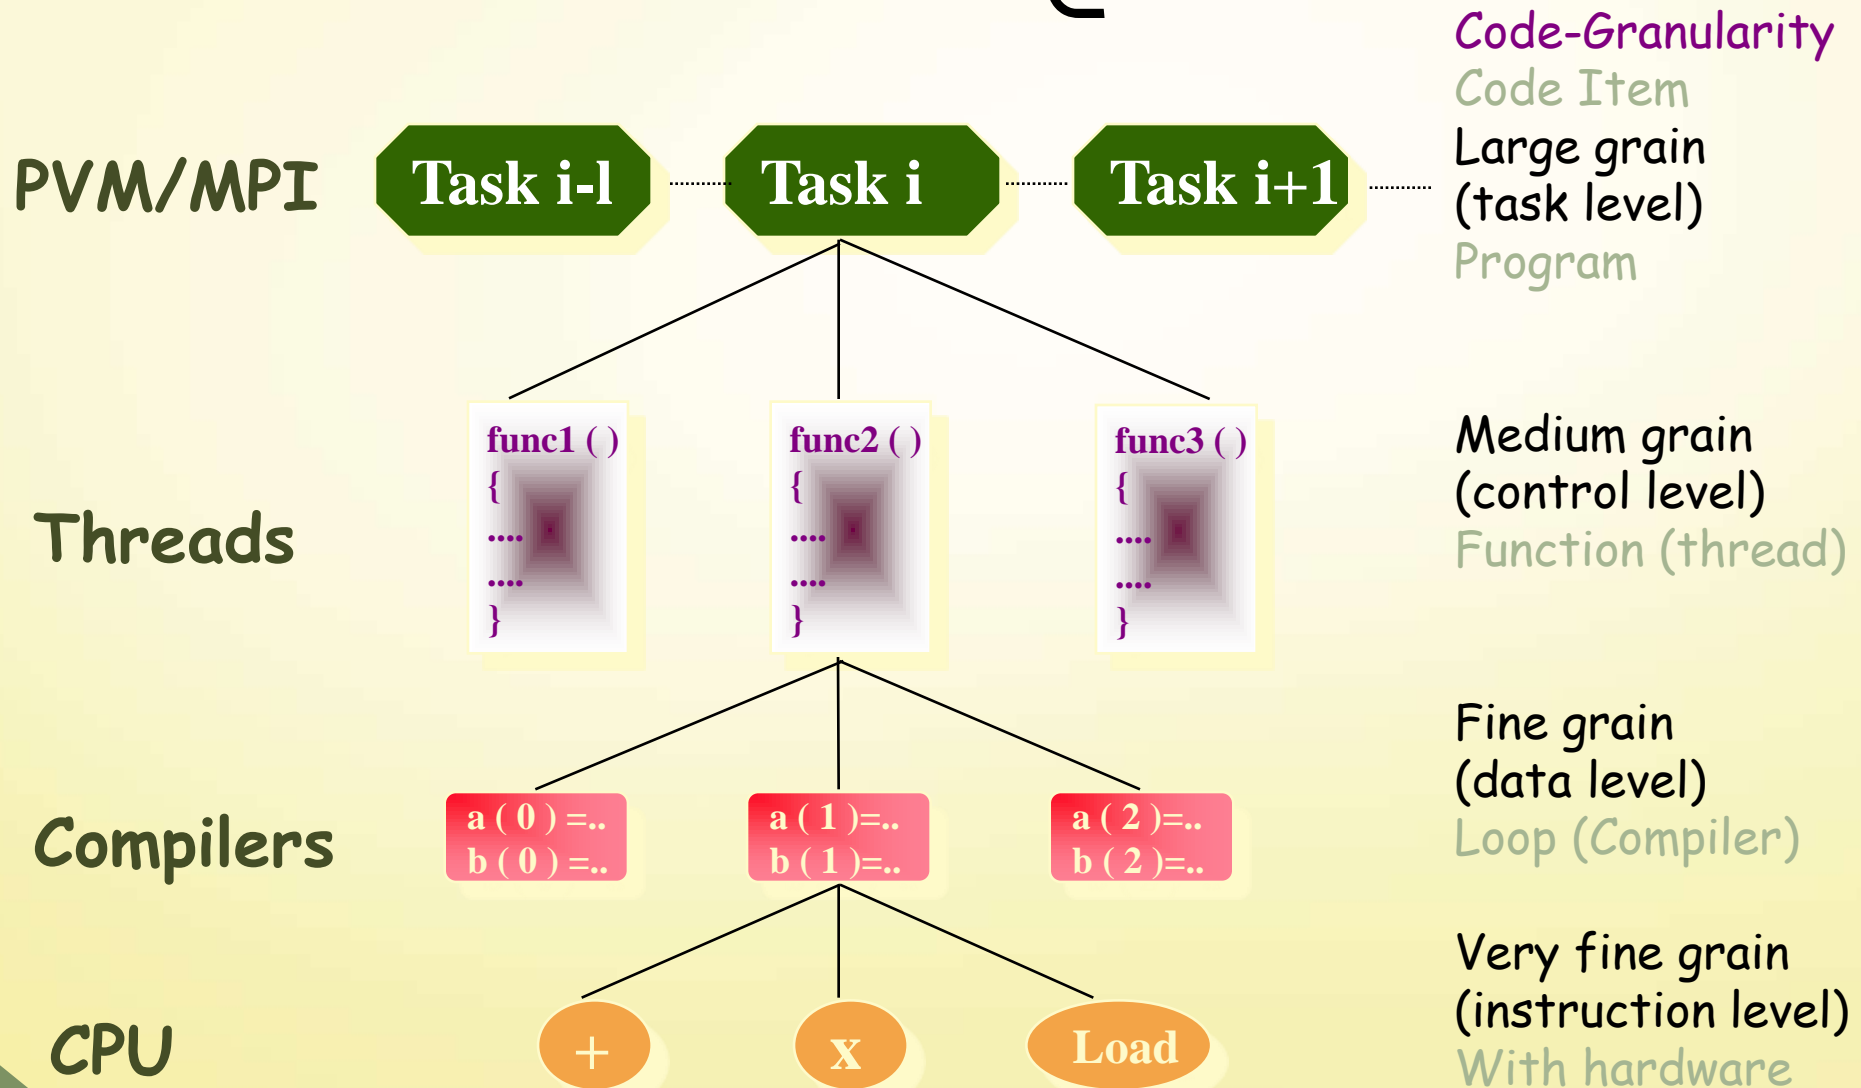 Code-Granularity
Code Item
Large grain
(task level)
Program
PVM/MPI
Task i-l
Task i
Task i+1
Threads
func1 ( )
{
....
....
}
func2 ( )
{
....
....
}
func3 ( )
{
....
....
}
Medium grain
(control level)
Function (thread)
Compilers
a ( 0 ) =..
b ( 0 ) =..
a ( 1 )=..
b ( 1 )=..
a ( 2 )=..
b ( 2 )=..
Fine grain
(data level)
Loop (Compiler)
CPU
+
x
Load
Very fine grain
(instruction level)
With hardware